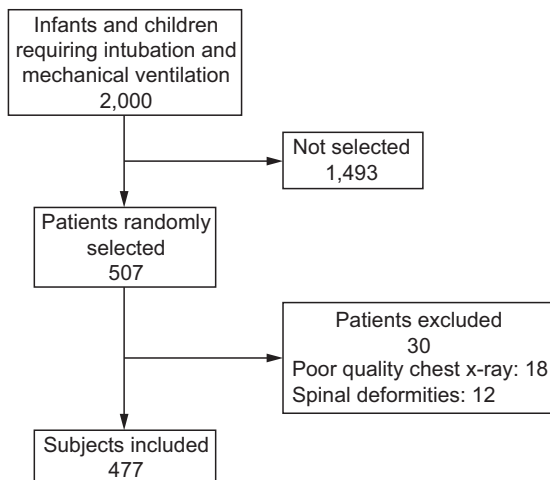 Infants and children
requiring intubation and
mechanical ventilation
2,000
Not selected
1,493
Patients randomly
selected
507
Patients excluded
30
Poor quality chest x-ray: 18
Spinal deformities: 12
Subjects included
477